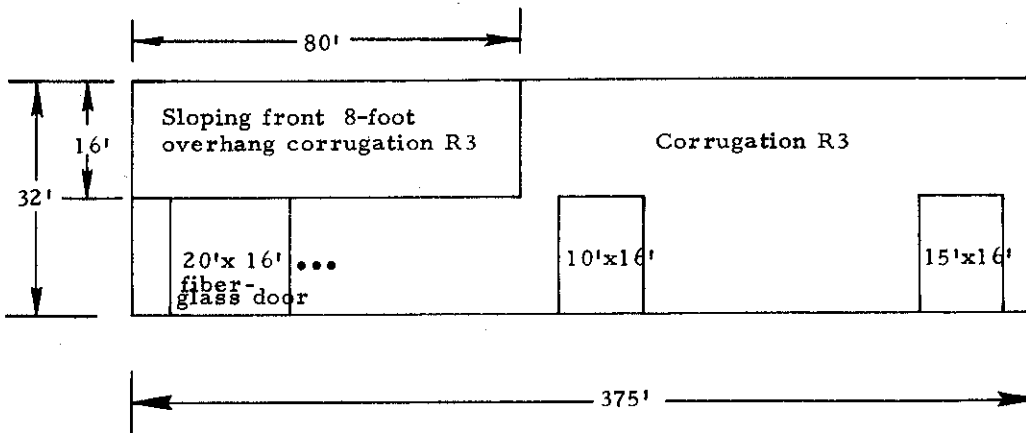 80'
Sloping front 8-foot
overhang corrugation R3
16'
Corrugation R3
32'
20'x 16' •••
fiber-
glass door
10'x16'
15'x16'
375'